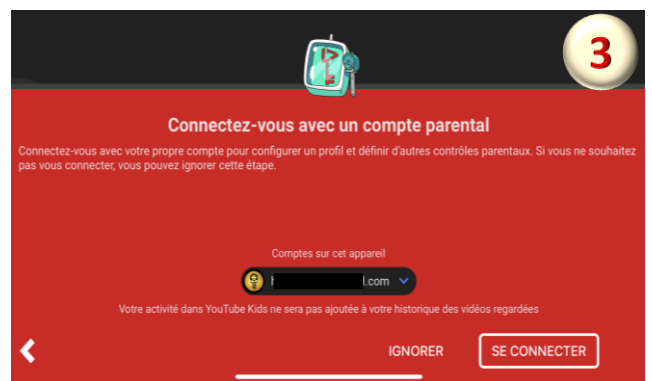 3
Connectez-vous avec un compte parental
Connectez-vous avec votre propre compte pour configurer un profil et définir d'autres contrôles parentaux. Si vous ne souhaitez
pas vous connecter, vous pouvez ignorer cette étape.
Comptes sur cet appareil
l.com
Votre activité dans YouTube Kids ne sera pas ajoutée à votre historique des vidéos regardées
IGNORER SE CONNECTER